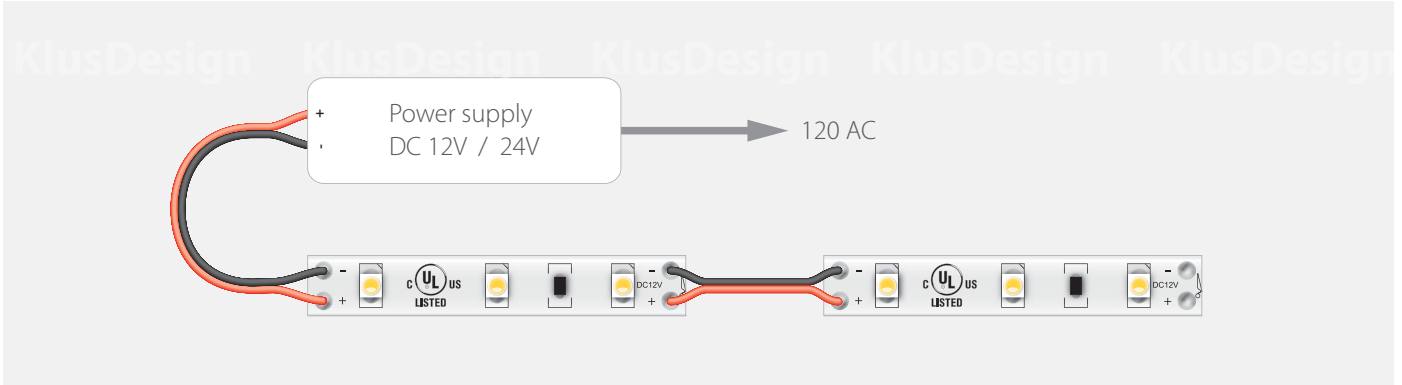 KlusDesign KlusDesign KlusDesign KlusDesign KlusDesign
+ Power supply
- DC 12V / 24V
120 AC
- C UL US DC12V - - C UL US DC12V -
+ LISTED + + LISTED +